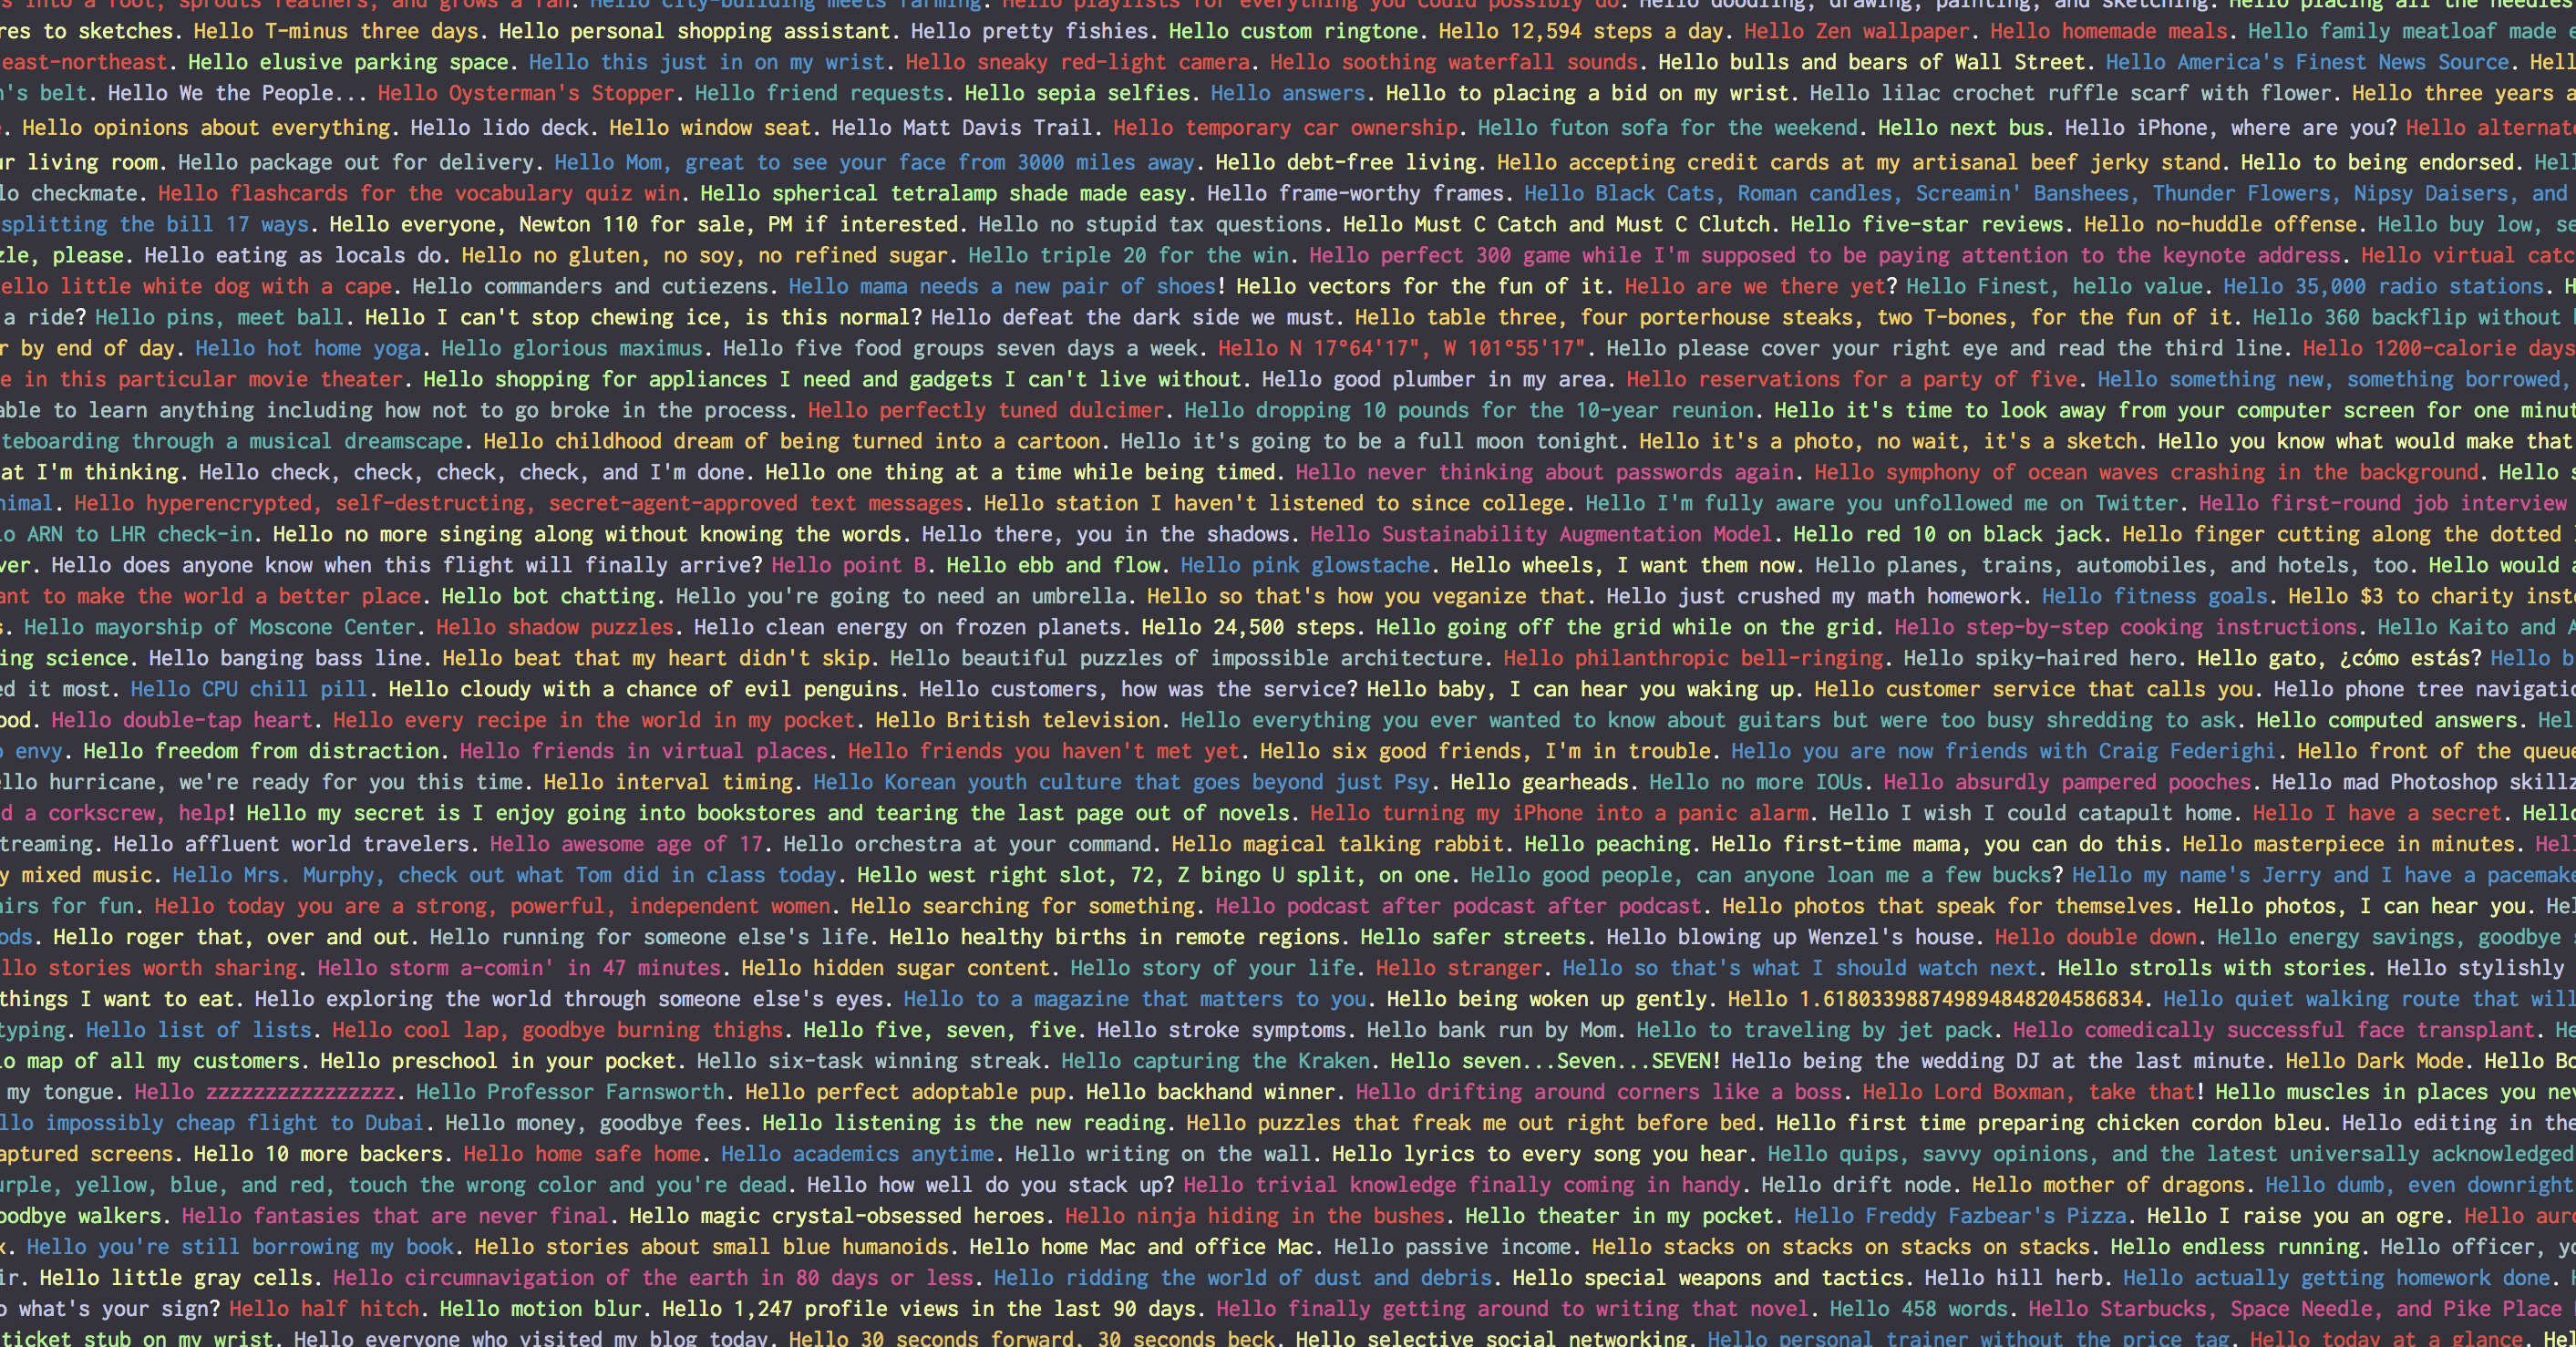 s into a root, sprouts feathers, and grows a fan. Hello city-building meets farming. Hello playlists for everything you could possibly do. Hello doodling, drawing, painting, and sketching. Hello placing all the needles
res to sketches. Hello T-minus three days. Hello personal shopping assistant. Hello pretty fishies. Hello custom ringtone. Hello 12,594 steps a day. Hello Zen wallpaper. Hello homemade meals. Hello family meatloaf made e
east-northeast. Hello elusive parking space. Hello this just in on my wrist. Hello sneaky red-light camera. Hello soothing waterfall sounds. Hello bulls and bears of Wall Street. Hello America's Finest News Source. Hell
n's belt. Hello We the People... Hello Oysterman's Stopper. Hello friend requests. Hello sepia selfies. Hello answers. Hello to placing a bid on my wrist. Hello lilac crochet ruffle scarf with flower. Hello three years a
. Hello opinions about everything. Hello lido deck. Hello window seat. Hello Matt Davis Trail. Hello temporary car ownership. Hello futon sofa for the weekend. Hello next bus. Hello iPhone, where are you? Hello alternat
ur living room. Hello package out for delivery. Hello Mom, great to see your face from 3000 miles away. Hello debt-free living. Hello accepting credit cards at my artisanal beef jerky stand. Hello to being endorsed. Hell
lo checkmate. Hello flashcards for the vocabulary quiz win. Hello spherical tetralamp shade made easy. Hello frame-worthy frames. Hello Black Cats, Roman candles, Screamin' Banshees, Thunder Flowers, Nipsy Daisers, and
splitting the bill 17 ways. Hello everyone, Newton 110 for sale, PM if interested. Hello no stupid tax questions. Hello Must C Catch and Must C Clutch. Hello five-star reviews. Hello no-huddle offense. Hello buy low, se
zle, please. Hello eating as locals do. Hello no gluten, no soy, no refined sugar. Hello triple 20 for the win. Hello perfect 300 game while I'm supposed to be paying attention to the keynote address. Hello virtual catc
ello little white dog with a cape. Hello commanders and cutiezens. Hello mama needs a new pair of shoes! Hello vectors for the fun of it. Hello are we there yet? Hello Finest, hello value. Hello 35,000 radio stations. H
a ride? Hello pins, meet ball. Hello I can't stop chewing ice, is this normal? Hello defeat the dark side we must. Hello table three, four porterhouse steaks, two T-bones, for the fun of it. Hello 360 backflip without
r by end of day. Hello hot home yoga. Hello glorious maximus. Hello five food groups seven days a week. Hello N 17°64'17", W 101°55'17". Hello please cover your right eye and read the third line. Hello 1200-calorie days
e in this particular movie theater. Hello shopping for appliances I need and gadgets I can't live without. Hello good plumber in my area. Hello reservations for a party of five. Hello something new, something borrowed,
able to learn anything including how not to go broke in the process. Hello perfectly tuned dulcimer. Hello dropping 10 pounds for the 10-year reunion. Hello it's time to look away from your computer screen for one minut
ateboarding through a musical dreamscape. Hello childhood dream of being turned into a cartoon. Hello it's going to be a full moon tonight. Hello it's a photo, no wait, it's a sketch. Hello you know what would make that
at I'm thinking. Hello check, check, check, check, and I'm done. Hello one thing at a time while being timed. Hello never thinking about passwords again. Hello symphony of ocean waves crashing in the background. Hello s
nimal. Hello hyperencrypted, self-destructing, secret-agent-approved text messages. Hello station I haven't listened to since college. Hello I'm fully aware you unfollowed me on Twitter. Hello first-round job interview
lo ARN to LHR check-in. Hello no more singing along without knowing the words. Hello there, you in the shadows. Hello Sustainability Augmentation Model. Hello red 10 on black jack. Hello finger cutting along the dotted
ver. Hello does anyone know when this flight will finally arrive? Hello point B. Hello ebb and flow. Hello pink glowstache. Hello wheels, I want them now. Hello planes, trains, automobiles, and hotels, too. Hello would a
ant to make the world a better place. Hello bot chatting. Hello you're going to need an umbrella. Hello so that's how you veganize that. Hello just crushed my math homework. Hello fitness goals. Hello $3 to charity inste
s. Hello mayorship of Moscone Center. Hello shadow puzzles. Hello clean energy on frozen planets. Hello 24,500 steps. Hello going off the grid while on the grid. Hello step-by-step cooking instructions. Hello Kaito and A
ing science. Hello banging bass line. Hello beat that my heart didn't skip. Hello beautiful puzzles of impossible architecture. Hello philanthropic bell-ringing. Hello spiky-haired hero. Hello gato, ¿cómo estás? Hello b
ed it most. Hello CPU chill pill. Hello cloudy with a chance of evil penguins. Hello customers, how was the service? Hello baby, I can hear you waking up. Hello customer service that calls you. Hello phone tree navigatio
ood. Hello double-tap heart. Hello every recipe in the world in my pocket. Hello British television. Hello everything you ever wanted to know about guitars but were too busy shredding to ask. Hello computed answers. Hel
o envy. Hello freedom from distraction. Hello friends in virtual places. Hello friends you haven't met yet. Hello six good friends, I'm in trouble. Hello you are now friends with Craig Federighi. Hello front of the queue
ello hurricane, we're ready for you this time. Hello interval timing. Hello Korean youth culture that goes beyond just Psy. Hello gearheads. Hello no more IOUs. Hello absurdly pampered pooches. Hello mad Photoshop skillz
d a corkscrew, help! Hello my secret is I enjoy going into bookstores and tearing the last page out of novels. Hello turning my iPhone into a panic alarm. Hello I wish I could catapult home. Hello I have a secret. Hello
treaming. Hello affluent world travelers. Hello awesome age of 17. Hello orchestra at your command. Hello magical talking rabbit. Hello peaching. Hello first-time mama, you can do this. Hello masterpiece in minutes. Hel
y mixed music. Hello Mrs. Murphy, check out what Tom did in class today. Hello west right slot, 72, Z bingo U split, on one. Hello good people, can anyone loan me a few bucks? Hello my name's Jerry and I have a pacemake
airs for fun. Hello today you are a strong, powerful, independent women. Hello searching for something. Hello podcast after podcast after podcast. Hello photos that speak for themselves. Hello photos, I can hear you. Hel
ods. Hello roger that, over and out. Hello running for someone else's life. Hello healthy births in remote regions. Hello safer streets. Hello blowing up Wenzel's house. Hello double down. Hello energy savings, goodbye
llo stories worth sharing. Hello storm a-comin' in 47 minutes. Hello hidden sugar content. Hello story of your life. Hello stranger. Hello so that's what I should watch next. Hello strolls with stories. Hello stylishly
things I want to eat. Hello exploring the world through someone else's eyes. Hello to a magazine that matters to you. Hello being woken up gently. Hello 1.618033988749894848204586834. Hello quiet walking route that will
typing. Hello list of lists. Hello cool lap, goodbye burning thighs. Hello five, seven, five. Hello stroke symptoms. Hello bank run by Mom. Hello to traveling by jet pack. Hello comedically successful face transplant. He
lo map of all my customers. Hello preschool in your pocket. Hello six-task winning streak. Hello capturing the Kraken. Hello seven...Seven...SEVEN! Hello being the wedding DJ at the last minute. Hello Dark Mode. Hello Bo
my tongue. Hello zzzzzzzzzzzzzzzz. Hello Professor Farnsworth. Hello perfect adoptable pup. Hello backhand winner. Hello drifting around corners like a boss. Hello Lord Boxman, take that! Hello muscles in places you nev
llo impossibly cheap flight to Dubai. Hello money, goodbye fees. Hello listening is the new reading. Hello puzzles that freak me out right before bed. Hello first time preparing chicken cordon bleu. Hello editing in the
aptured screens. Hello 10 more backers. Hello home safe home. Hello academics anytime. Hello writing on the wall. Hello lyrics to every song you hear. Hello quips, savvy opinions, and the latest universally acknowledged
urple, yellow, blue, and red, touch the wrong color and you're dead. Hello how well do you stack up? Hello trivial knowledge finally coming in handy. Hello drift node. Hello mother of dragons. Hello dumb, even downright
oodbye walkers. Hello fantasies that are never final. Hello magic crystal-obsessed heroes. Hello ninja hiding in the bushes. Hello theater in my pocket. Hello Freddy Fazbear's Pizza. Hello I raise you an ogre. Hello auro
x. Hello you're still borrowing my book. Hello stories about small blue humanoids. Hello home Mac and office Mac. Hello passive income. Hello stacks on stacks on stacks on stacks. Hello endless running. Hello officer, yo
ir. Hello little gray cells. Hello circumnavigation of the earth in 80 days or less. Hello ridding the world of dust and debris. Hello special weapons and tactics. Hello hill herb. Hello actually getting homework done.
o what's your sign? Hello half hitch. Hello motion blur. Hello 1,247 profile views in the last 90 days. Hello finally getting around to writing that novel. Hello 458 words. Hello Starbucks, Space Needle, and Pike Place
ticket stub on my wrist. Hello everyone who visited my blog today. Hello 30 seconds forward, 30 seconds beck. Hello selective social networking. Hello personal trainer without the price tag. Hello today at a glance. Hel